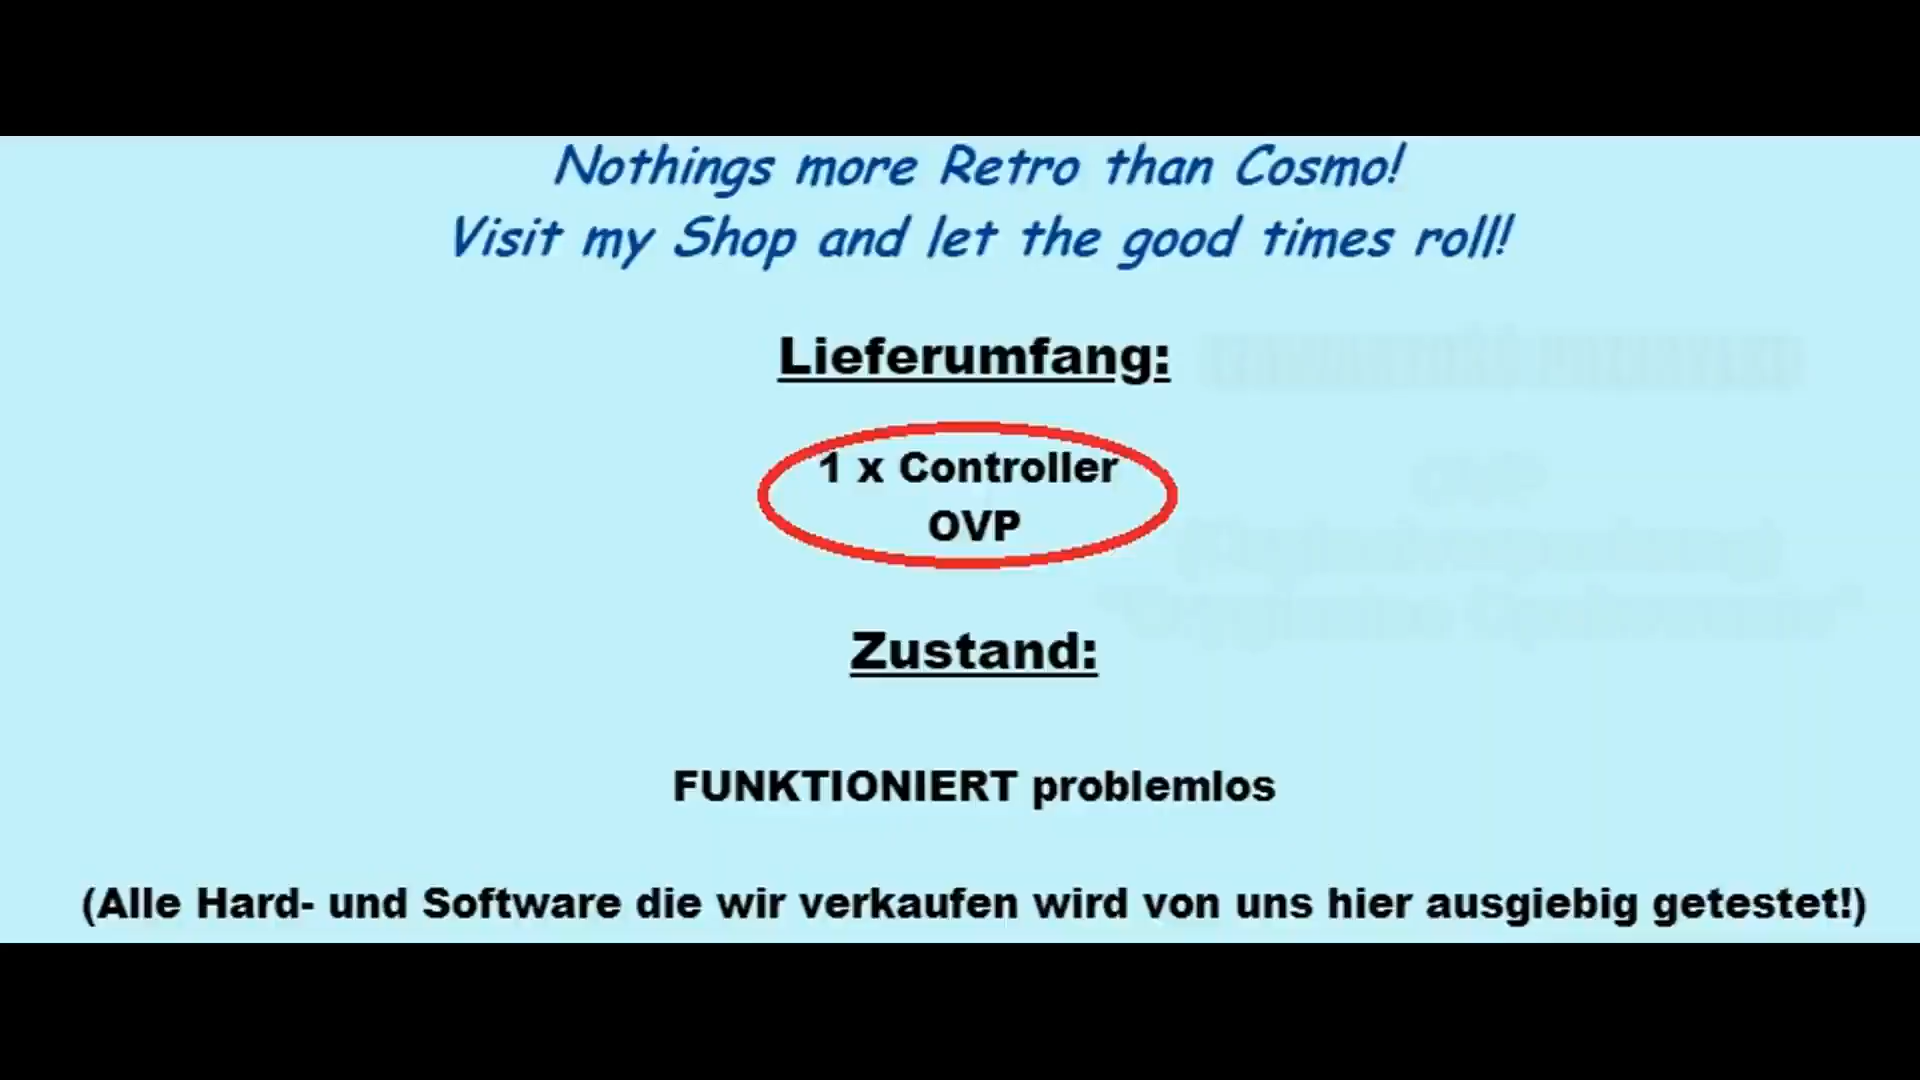 Nothings more Retro than Cosmo!
Visit my Shop and let the good times roll!
Lieferumfang:
1 x Controller
OVP
Zustand:
FUNKTIONIERT problemlos
(Alle Hard- und Software die wir verkaufen wird von uns hier ausgiebig getestet!)